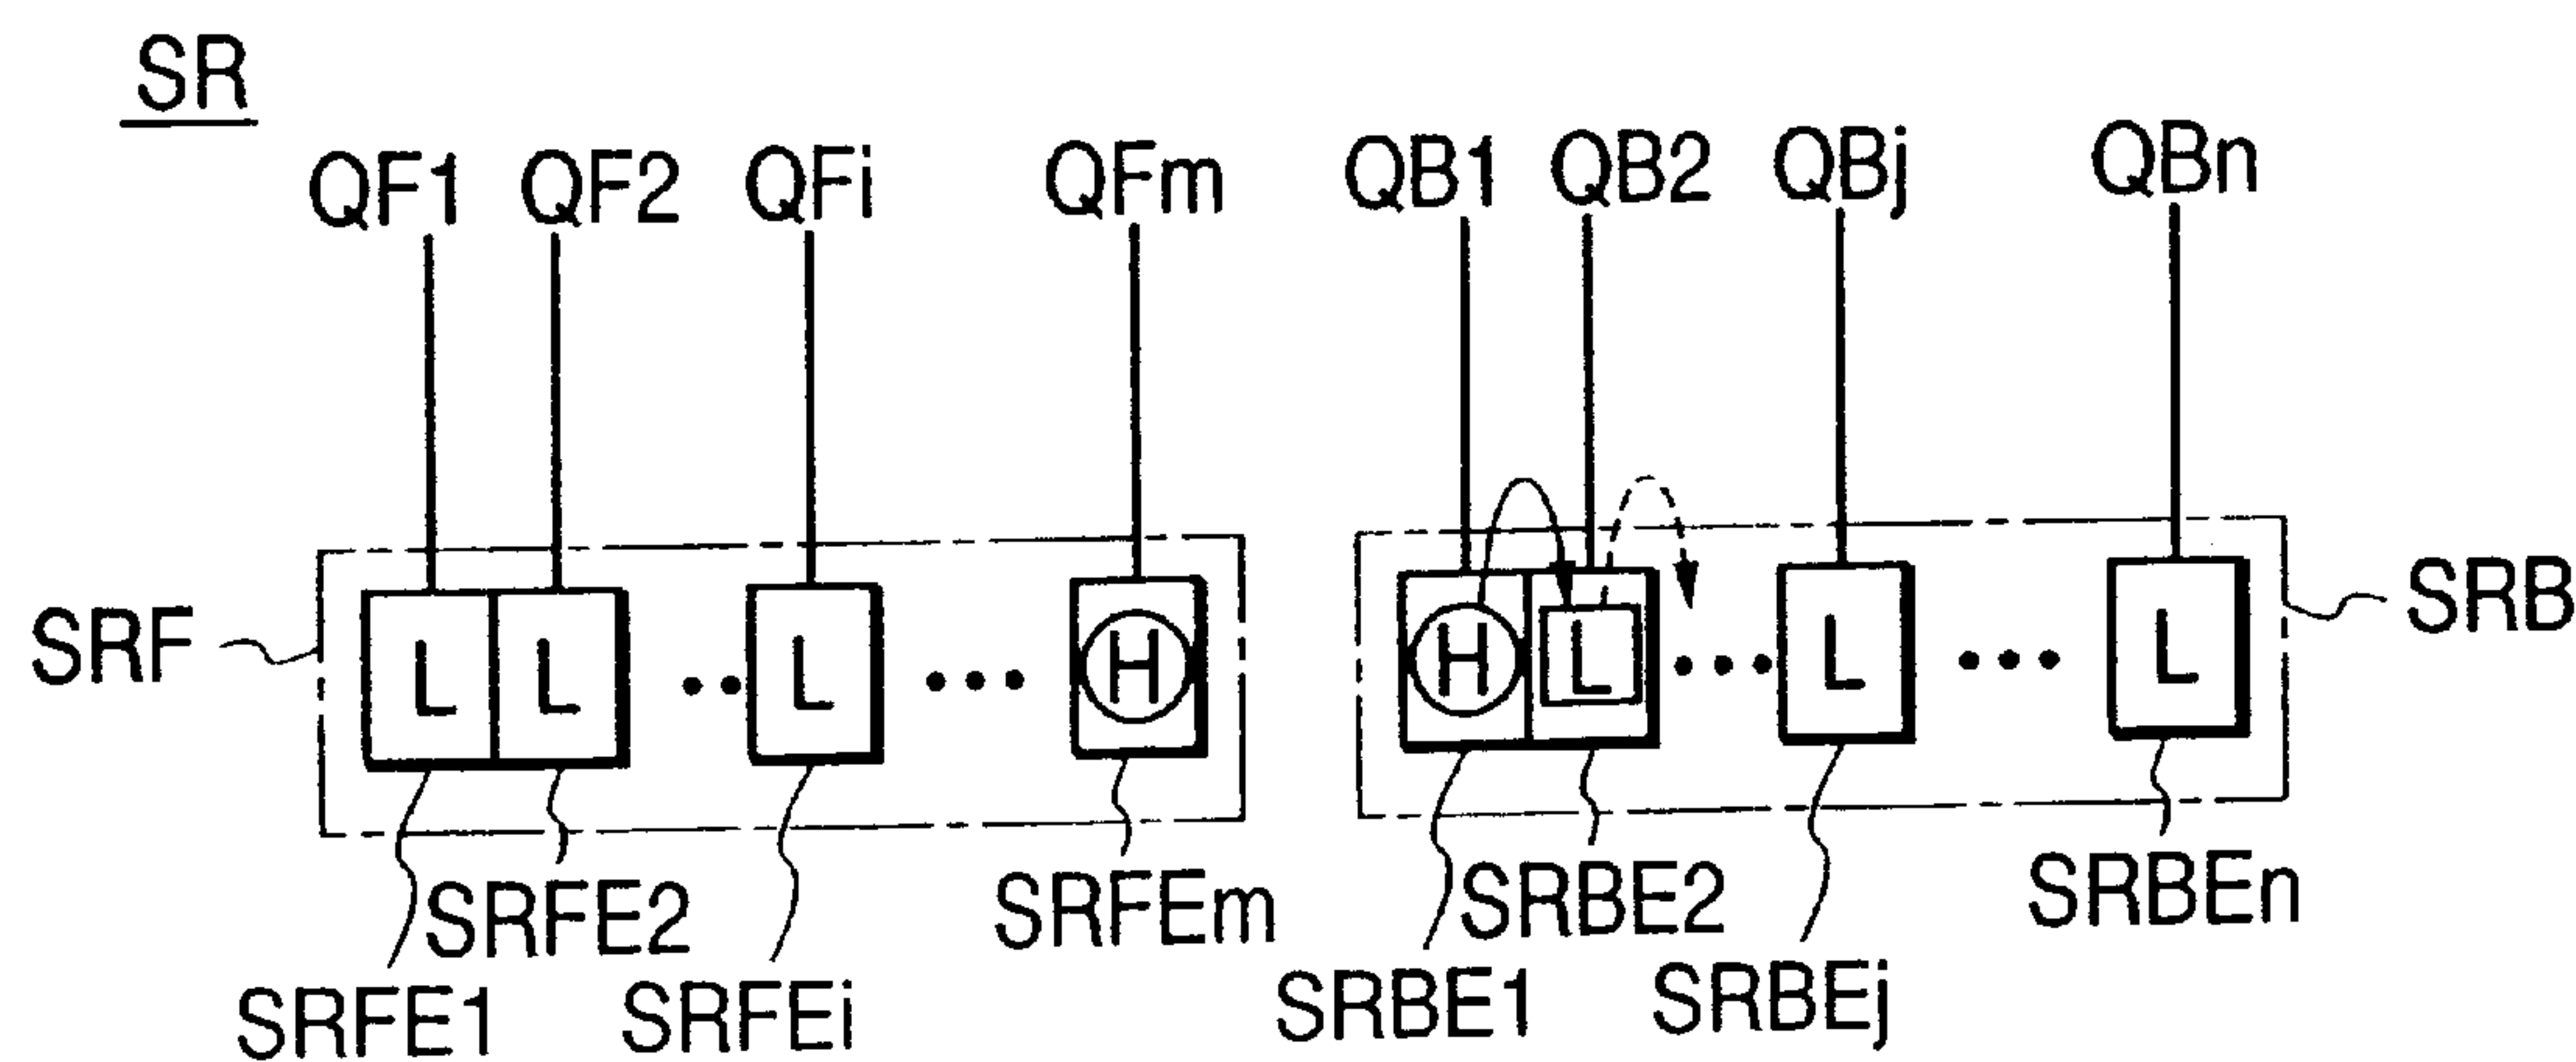 SR
QF1 QF2 QFi QFm QB1 QB2 QBj QBn
SRF L L •• L ••• H H L ••• L ••• L SRB
SRFE2 SRFEm SRBE2 SRBEn
SRFE1 SRFEi SRBE1 SRBEj